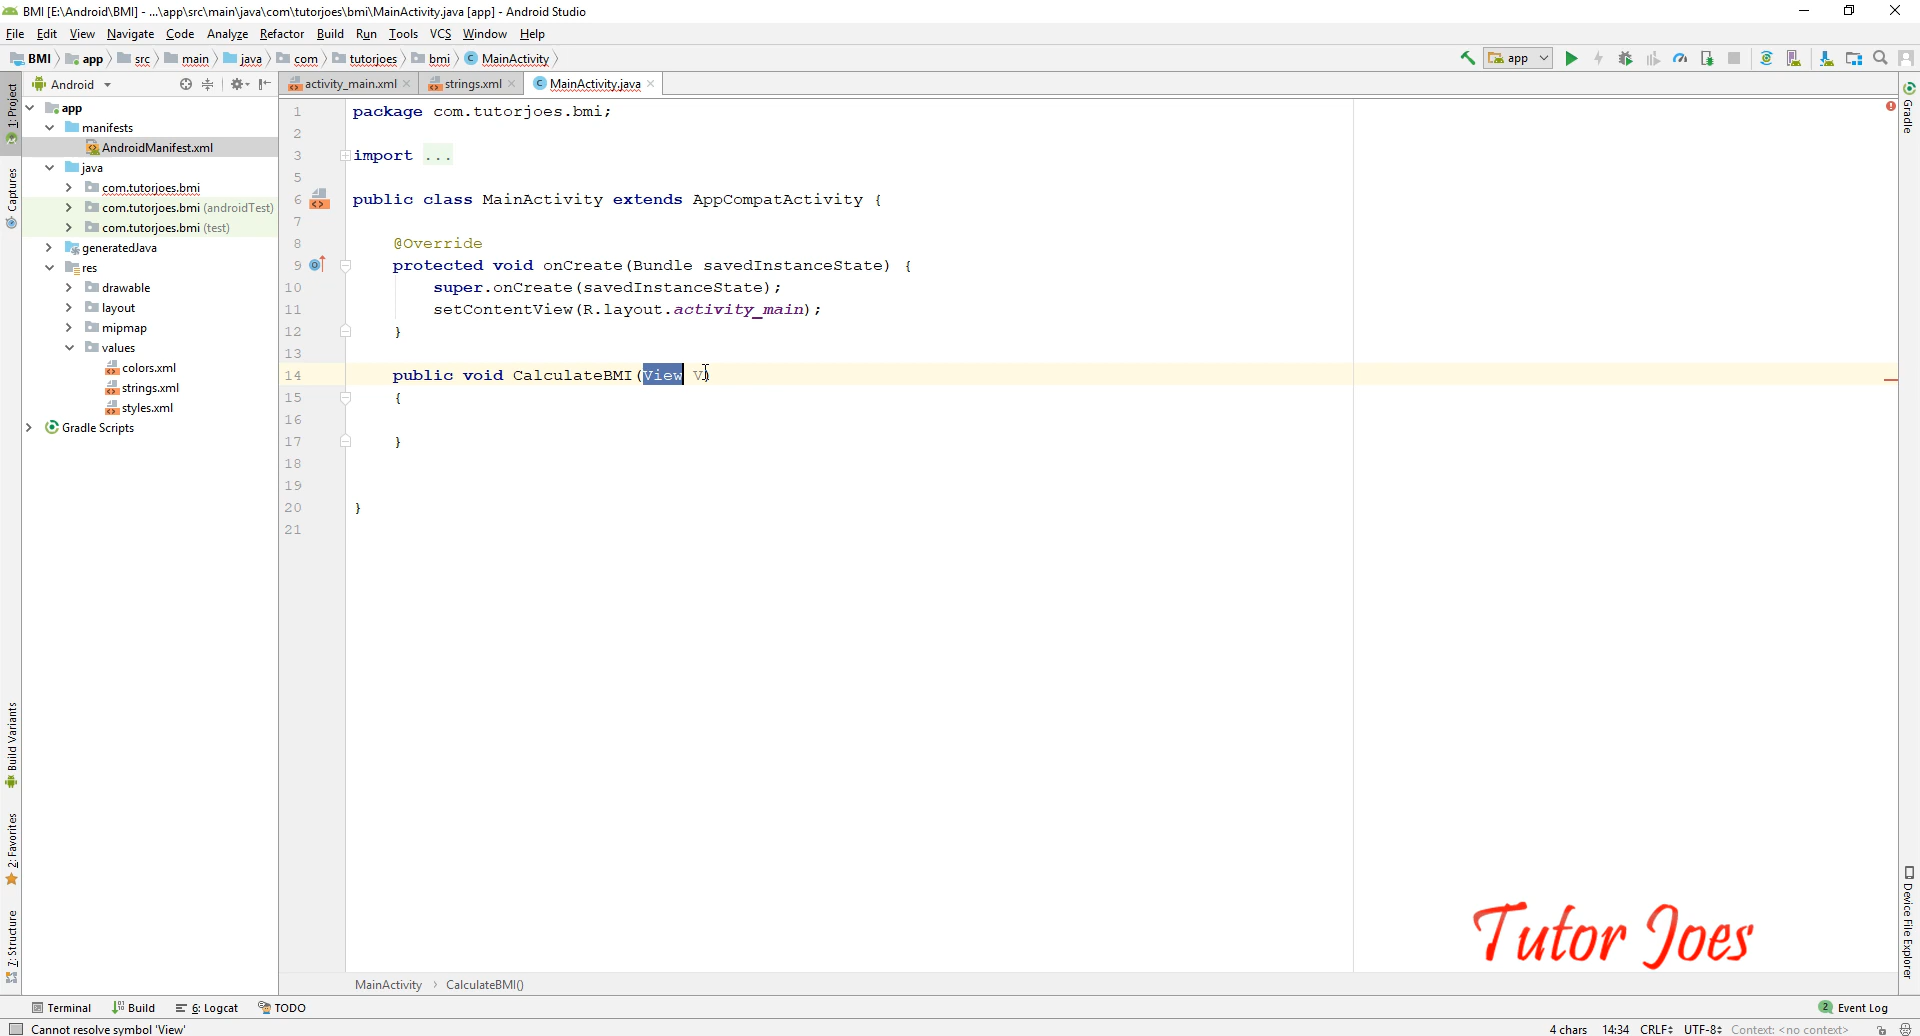 BMI [E:\Android\BMI] - ...\app\src\main\java\com\tutorjoes\bmi\MainActivity.java [app] - Android Studio
File Edit View Navigate Code Analyze Refactor Build Run Tools VCS Window Help
BMI app src main java com tutorjoes bmi MainActivity app
1: Project
Captures
Build Variants
2: Favorites
7: Structure
Android
app
manifests
AndroidManifest.xml
java
com.tutorjoes.bmi
com.tutorjoes.bmi (androidTest)
com.tutorjoes.bmi (test)
generatedJava
res
drawable
layout
mipmap
values
colors.xml
strings.xml
styles.xml
Gradle Scripts
activity_main.xml strings.xml MainActivity.java
1 package com.tutorjoes.bmi;
2
3 import ...
5
6 public class MainActivity extends AppCompatActivity {
7
8 @Override
9 protected void onCreate(Bundle savedInstanceState) {
10 super.onCreate(savedInstanceState);
11 setContentView(R.layout.activity_main);
12 }
13
14 public void CalculateBMI(View V)
15 {
16
17 }
18
19
20 }
21
Gradle
Device File Explorer
Tutor Joes
MainActivity CalculateBMI()
Terminal Build 6: Logcat TODO 2 Event Log
Cannot resolve symbol 'View' 4 chars 14:34 CRLF UTF-8 Context: <no context>